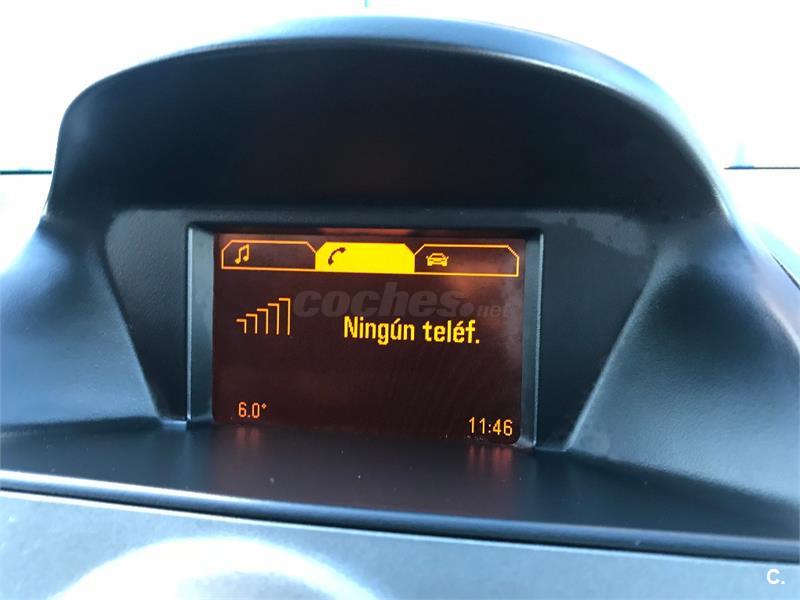 coches.net
Ningún teléf.
6.0°
11:46
C.